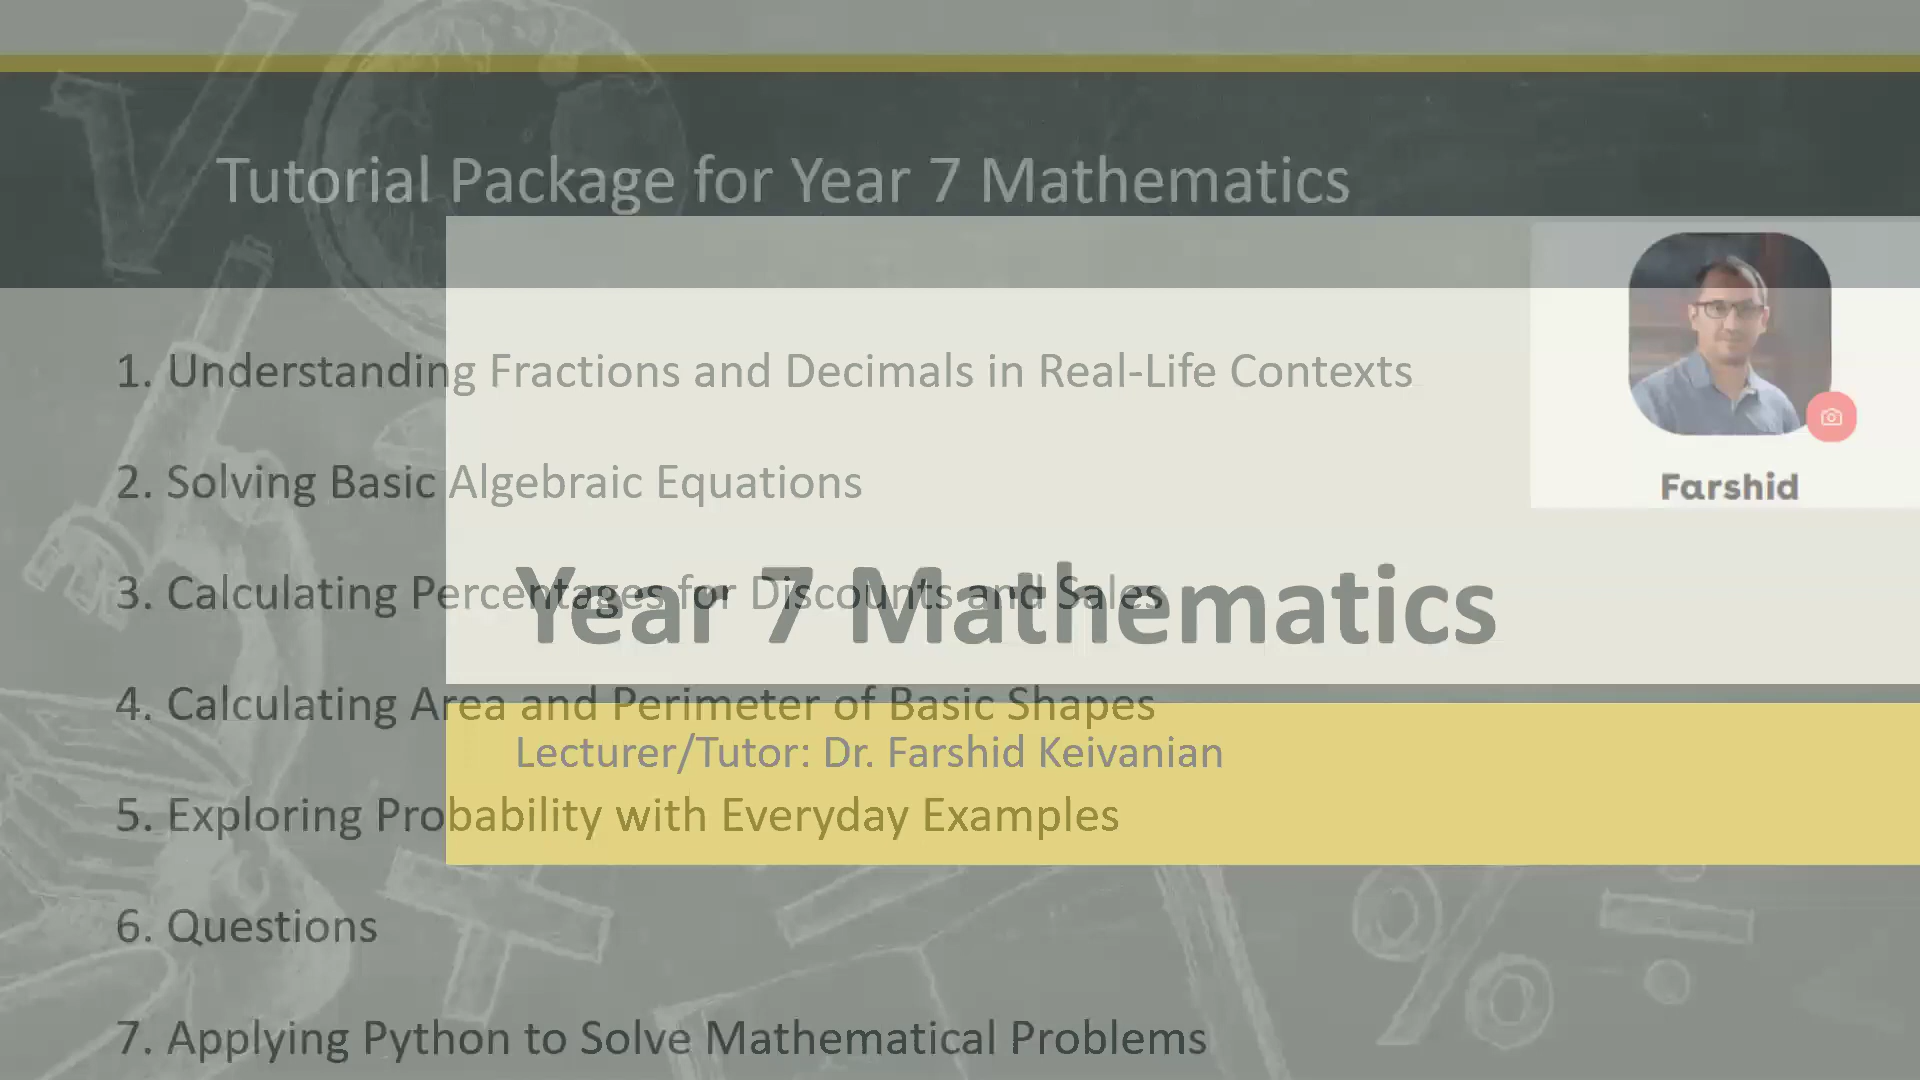 Tutorial Package for Year 7 Mathematics
1. Understanding Fractions and Decimals in Real-Life Contexts
2. Solving Basic Algebraic Equations
Farshid
3. Calculating Percentages for Discounts and Sales
Year 7 Mathematics
4. Calculating Area and Perimeter of Basic Shapes
Lecturer/Tutor: Dr. Farshid Keivanian
5. Exploring Probability with Everyday Examples
6. Questions
7. Applying Python to Solve Mathematical Problems